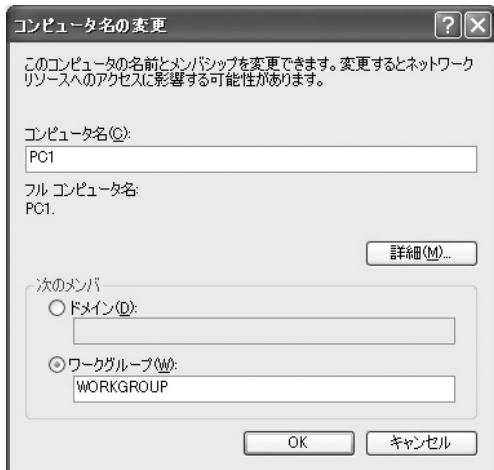 コンピュータ名の変更
このコンピュータの名前とメンバシップを変更できます。変更するとネットワーク
リソースへのアクセスに影響する可能性があります。
コンピュータ名(C):
PC1
フル コンピュータ名:
PC1.
詳細(M)...
次のメンバ
ドメイン(D):
ワークグループ(W):
WORKGROUP
OK キャンセル